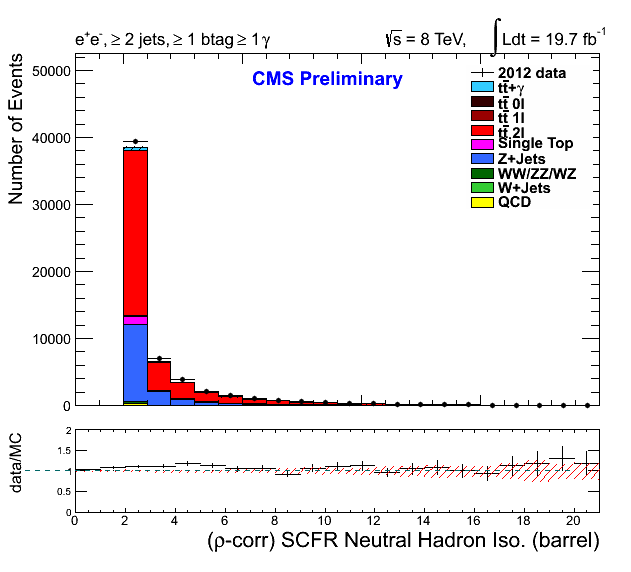 e⁺e⁻, ≥ 2 jets, ≥ 1 btag ≥ 1γ
√s = 8 TeV, ∫ Ldt = 19.7 fb⁻¹
CMS Preliminary
2012 data
tt̄+γ
tt̄ 0l
tt̄ 1l
tt̄ 2l
Single Top
Z+Jets
WW/ZZ/WZ
W+Jets
QCD
Number of Events
50000
40000
30000
20000
10000
0
data/MC
2
1.5
1
0.5
0
0 2 4 6 8 10 12 14 16 18 20
(ρ-corr) SCFR Neutral Hadron Iso. (barrel)